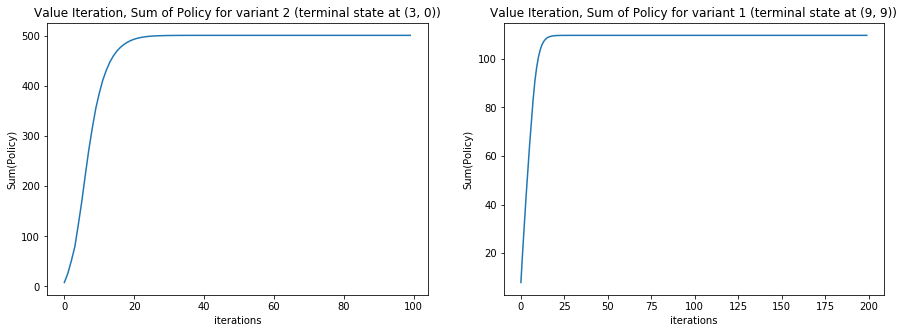 Value Iteration, Sum of Policy for variant 2 (terminal state at (3, 0))
Sum(Policy)
500
400
300
200
100
0
0 20 40 60 80 100
iterations
Value Iteration, Sum of Policy for variant 1 (terminal state at (9, 9))
Sum(Policy)
100
80
60
40
20
0 25 50 75 100 125 150 175 200
iterations